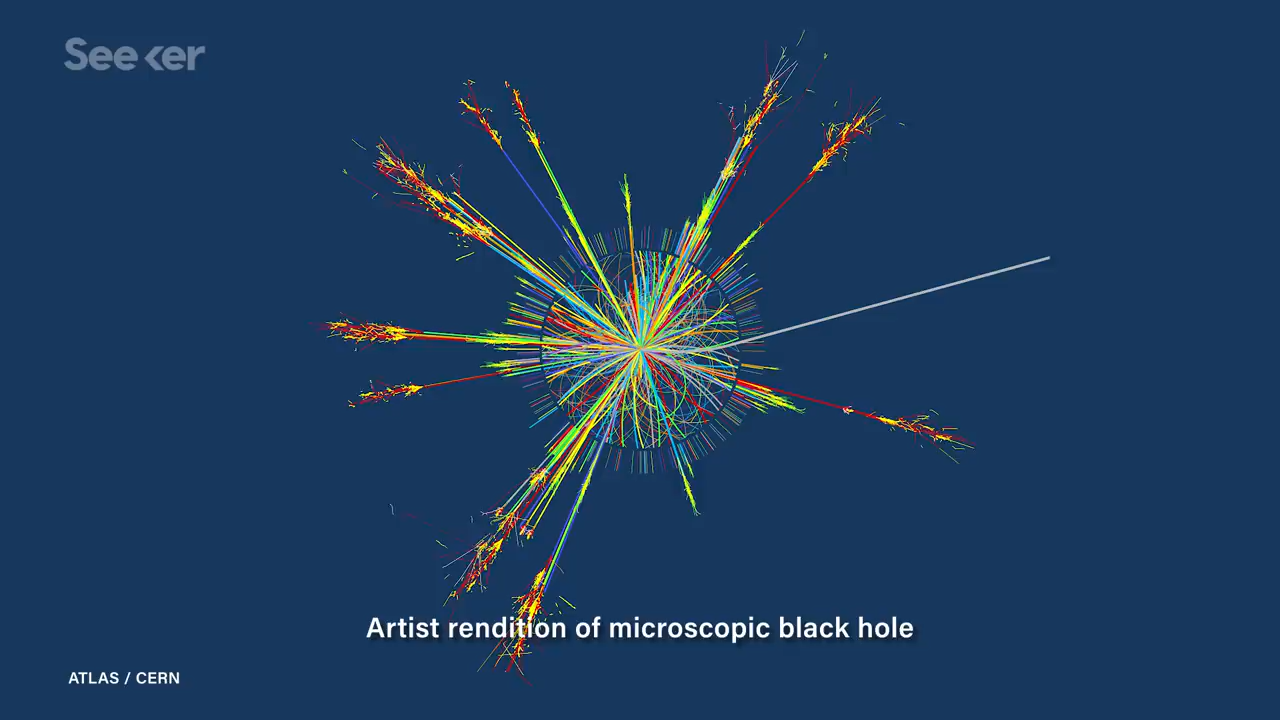 Seeker
Artist rendition of microscopic black hole
ATLAS / CERN